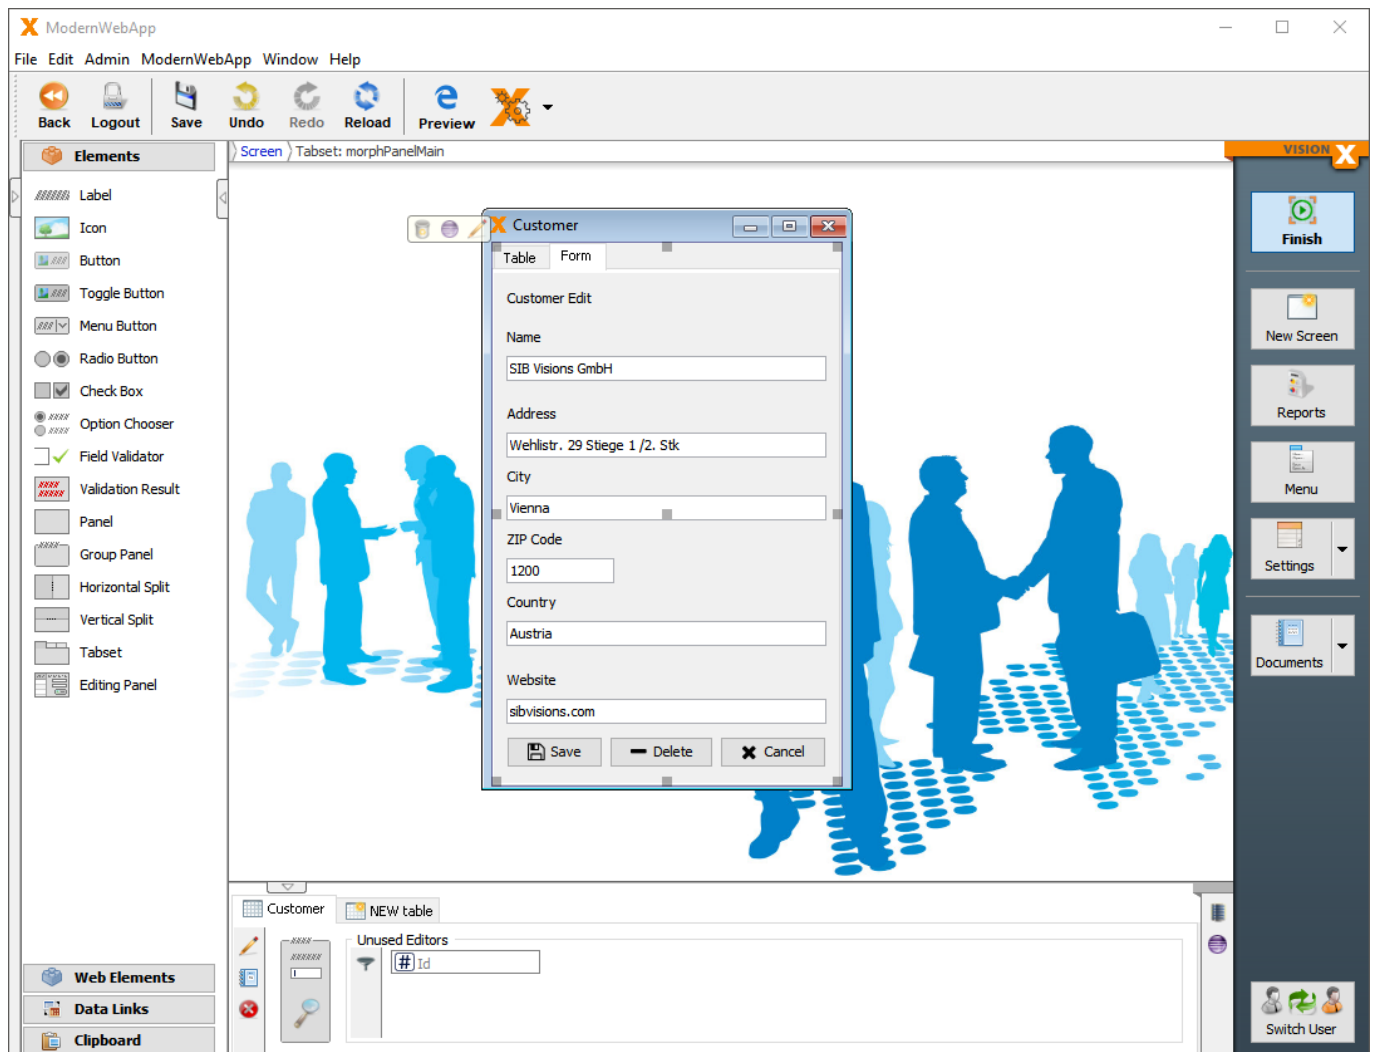 ModernWebApp
File Edit Admin ModernWebApp Window Help
Back Logout Save Undo Redo Reload Preview
Elements
Screen Tabset: morphPanelMain
VISION X
Label
Icon
Button
Toggle Button
Menu Button
Radio Button
Check Box
Option Chooser
Field Validator
Validation Result
Panel
Group Panel
Horizontal Split
Vertical Split
Tabset
Editing Panel
Web Elements
Data Links
Clipboard
Customer
Table Form
Customer Edit
Name
SIB Visions GmbH
Address
Wehlistr. 29 Stiege 1 /2. Stk
City
Vienna
ZIP Code
1200
Country
Austria
Website
sibvisions.com
Save Delete Cancel
Customer NEW table
Unused Editors
# Id
Finish
New Screen
Reports
Menu
Settings
Documents
Switch User